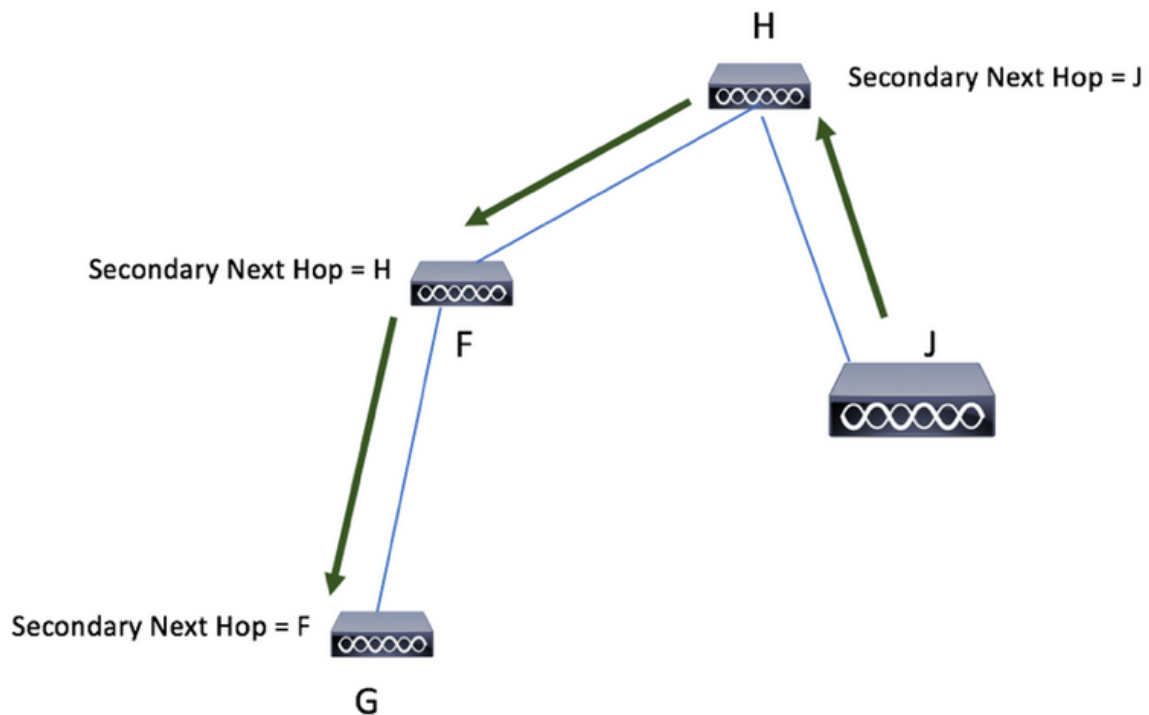 H
Secondary Next Hop = J
Secondary Next Hop = H
F
J
Secondary Next Hop = F
G